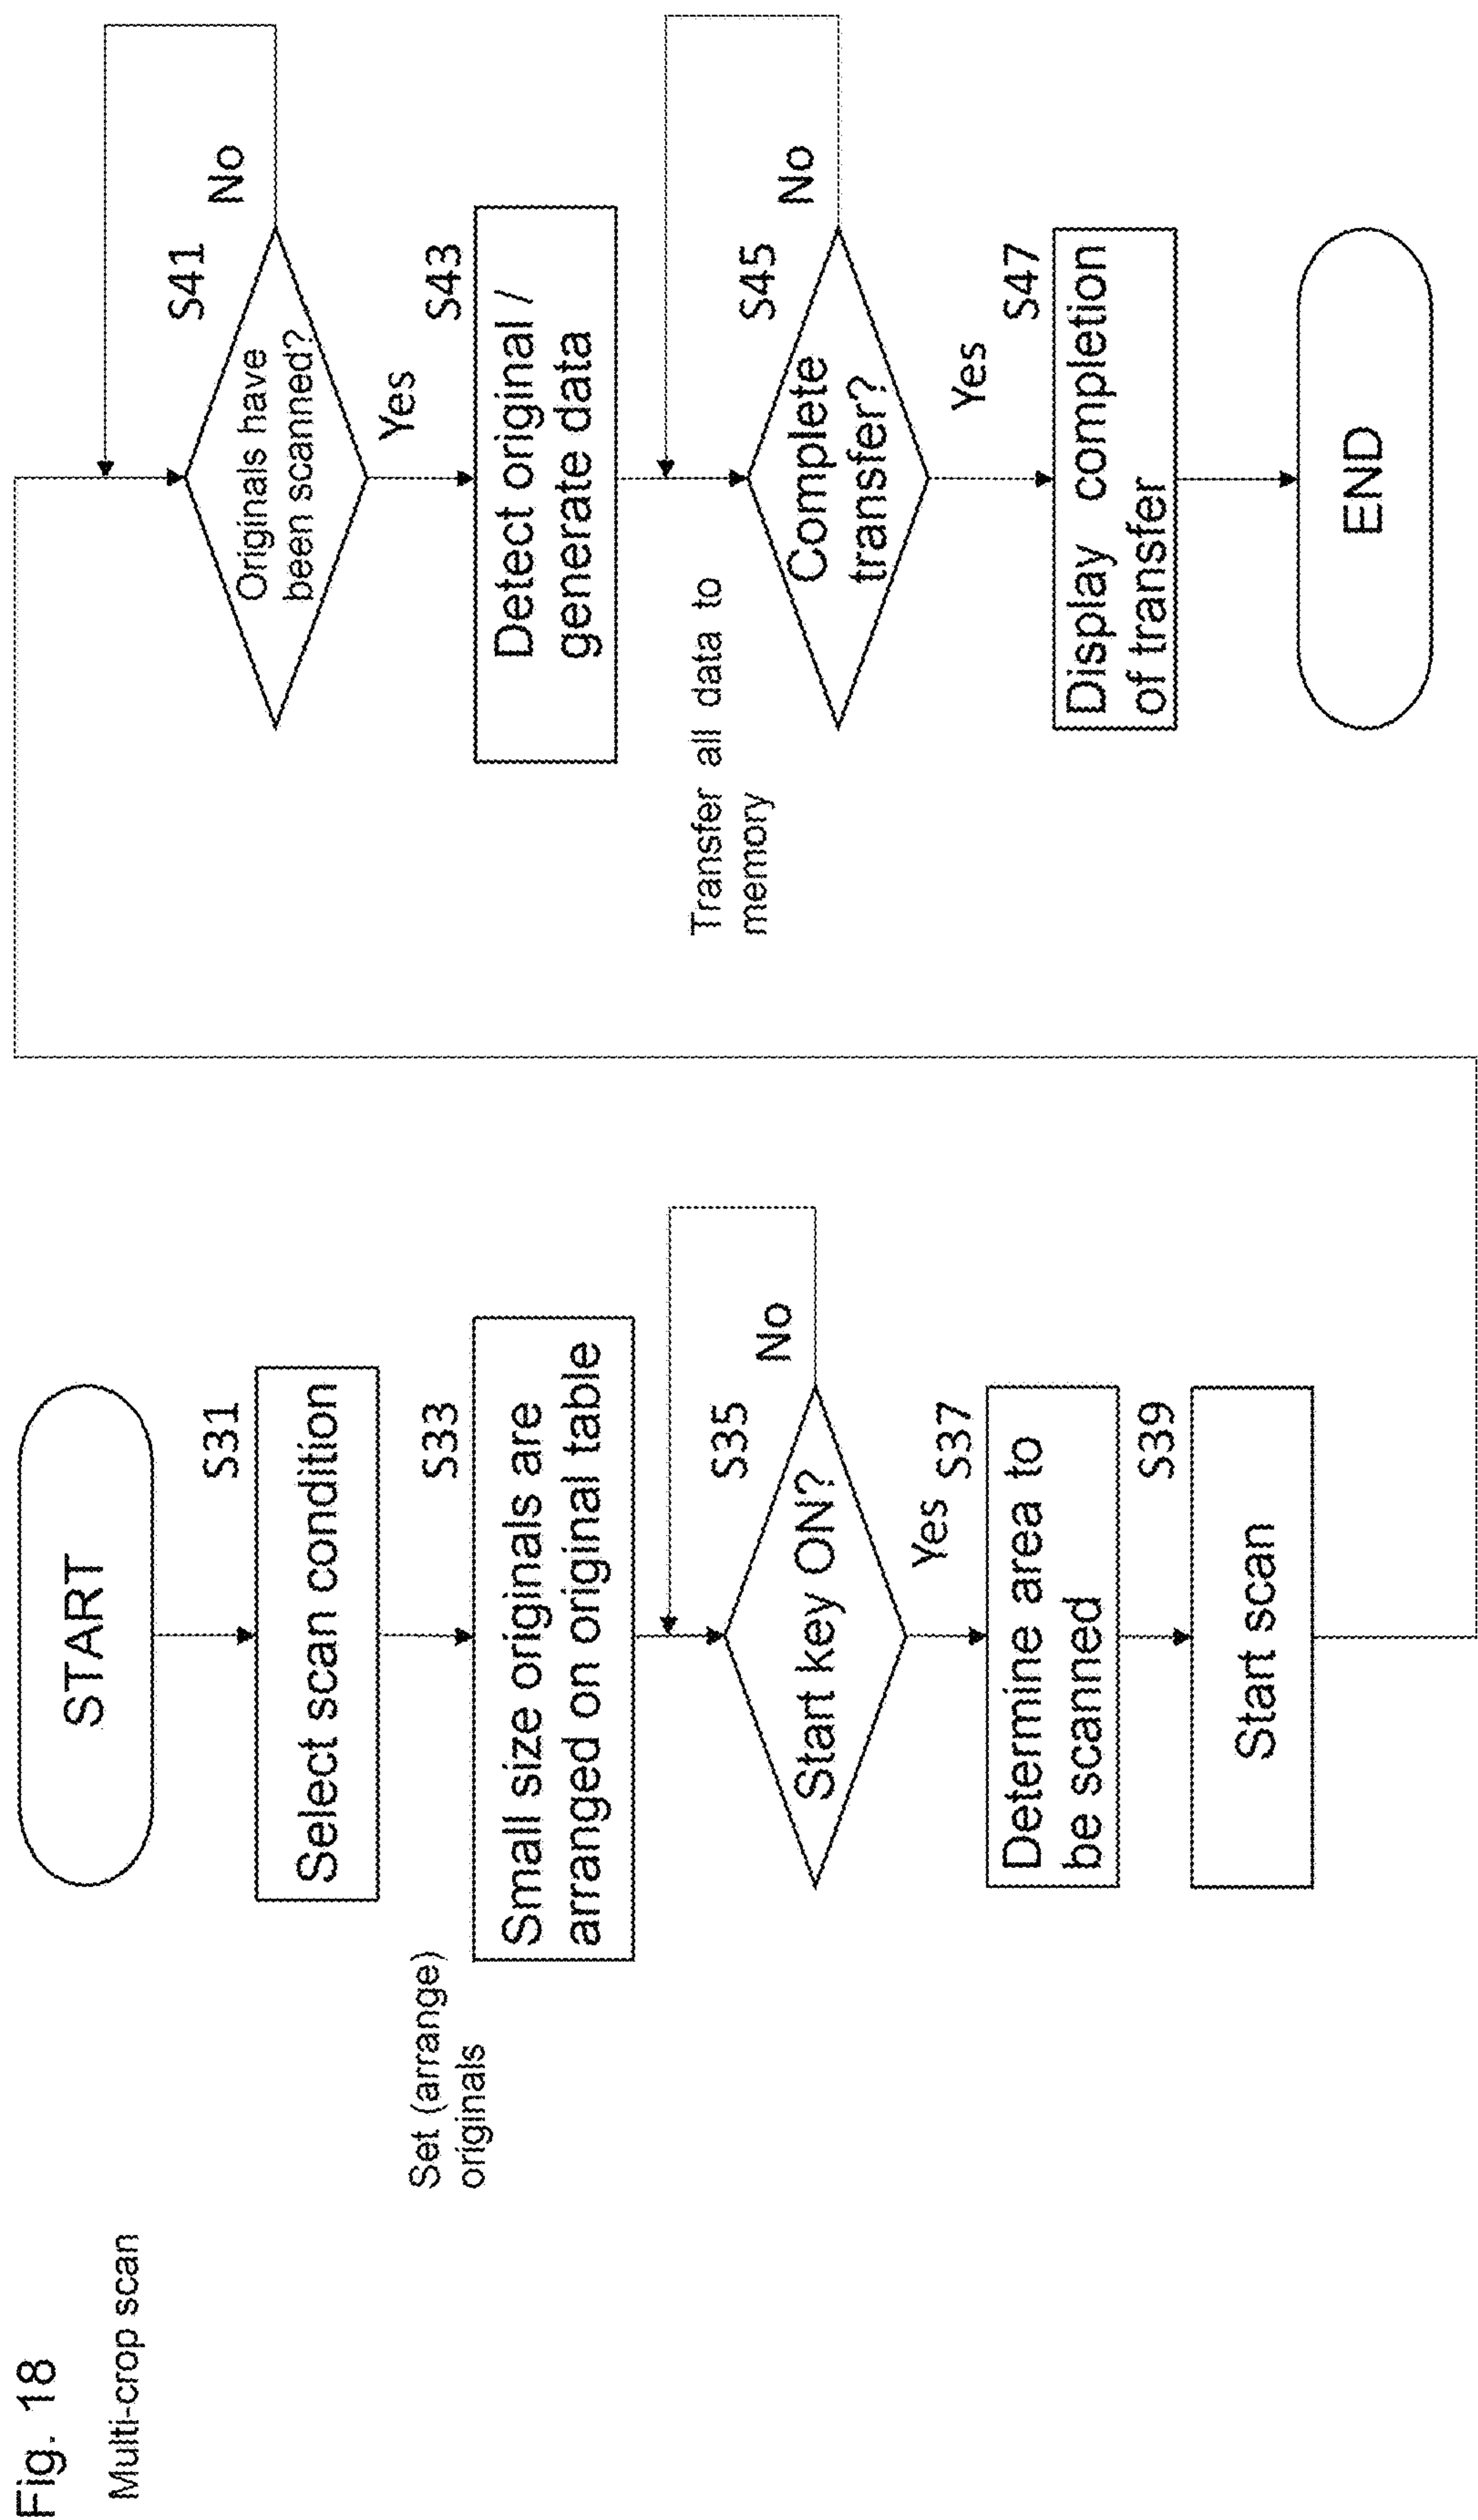 Fig. 18
Multi-crop scan
START
S31
Select scan condition
Set (arrange)
originals
S33
Small size originals are
arranged on original table
S35
Start key ON?
No
Yes
S37
Determine area to
be scanned
S39
Start scan
S41
Originals have
been scanned?
No
Yes
S43
Detect original /
generate data
Transfer all data to
memory
S45
Complete
transfer?
No
Yes
S47
Display completion
of transfer
END